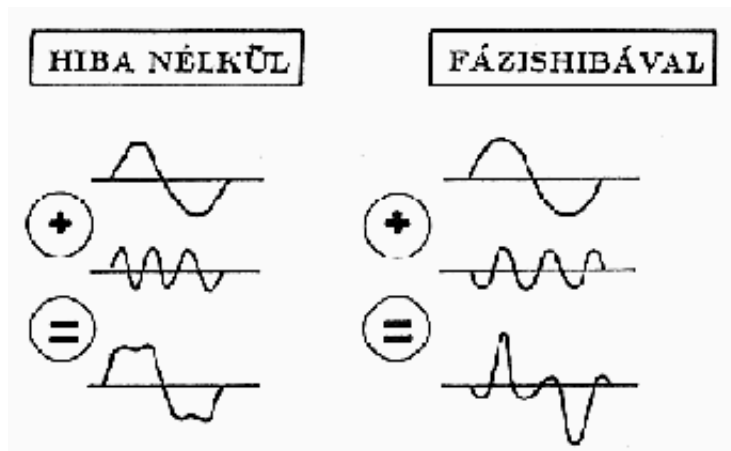 HIBA NÉLKÜL
FÁZISHIBÁVAL
+
+
=
=